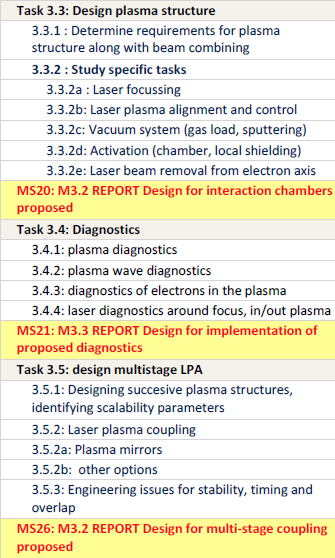 Task 3.3: Design plasma structure
3.3.1 : Determine requirements for plasma
structure along with beam combining
3.3.2 : Study specific tasks
3.3.2a : Laser focussing
3.3.2b: Laser plasma alignment and control
3.3.2c: Vacuum system (gas load, sputtering)
3.3.2d: Activation (chamber, local shielding)
3.3.2e: Laser beam removal from electron axis
MS20: M3.2 REPORT Design for interaction chambers
proposed
Task 3.4: Diagnostics
3.4.1: plasma diagnostics
3.4.2: plasma wave diagnostics
3.4.3: diagnostics of electrons in the plasma
3.4.4: laser diagnostics around focus, in/out plasma
MS21: M3.3 REPORT Design for implementation of
proposed diagnostics
Task 3.5: design multistage LPA
3.5.1: Designing succesive plasma structures,
identifying scalability parameters
3.5.2: Laser plasma coupling
3.5.2a: Plasma mirrors
3.5.2b:  other options
3.5.3: Engineering issues for stability, timing and
overlap
MS26: M3.2 REPORT Design for multi-stage coupling
proposed